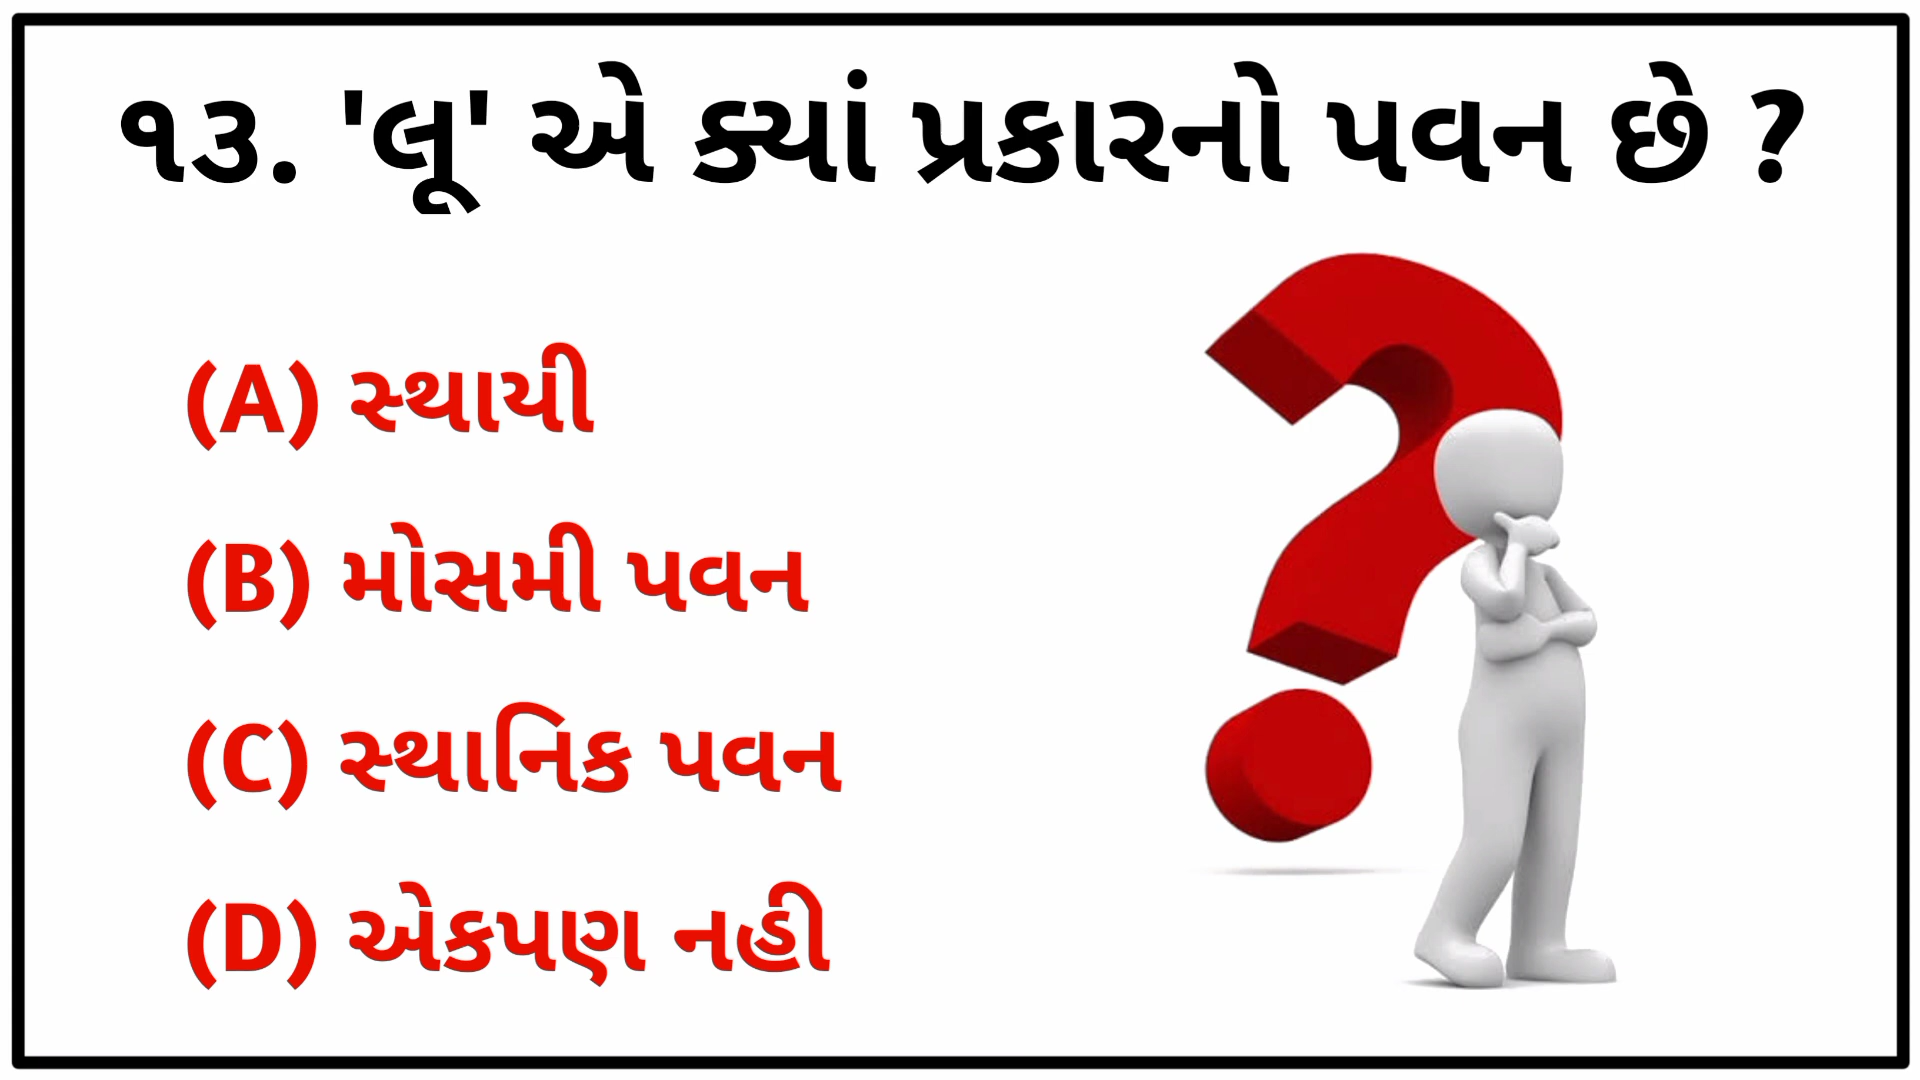 ૧૩. 'લૂ' એ ક્યાં પ્રકારનો પવન છે ?
(A) સ્થાયી
(B) મોસમી પવન
(C) સ્થાનિક પવન
(D) એકપણ નહી